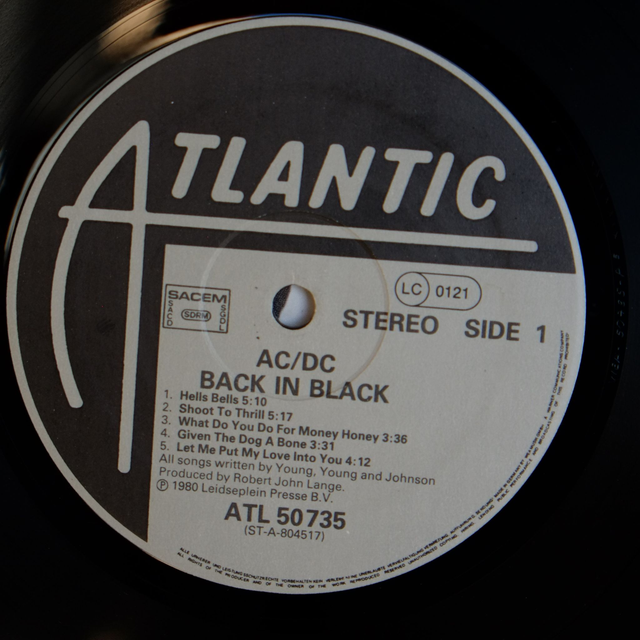 ATLANTIC
SACEM
SDRM
LC 0121
STEREO SIDE 1
AC/DC
BACK IN BLACK
1. Hells Bells 5:10
2. Shoot To Thrill 5:17
3. What Do You Do For Money Honey 3:36
4. Given The Dog A Bone 3:31
5. Let Me Put My Love Into You 4:12
All songs written by Young, Young and Johnson
Produced by Robert John Lange.
℗ 1980 Leidseplein Presse B.V.
ATL 50 735
(ST-A-804517)